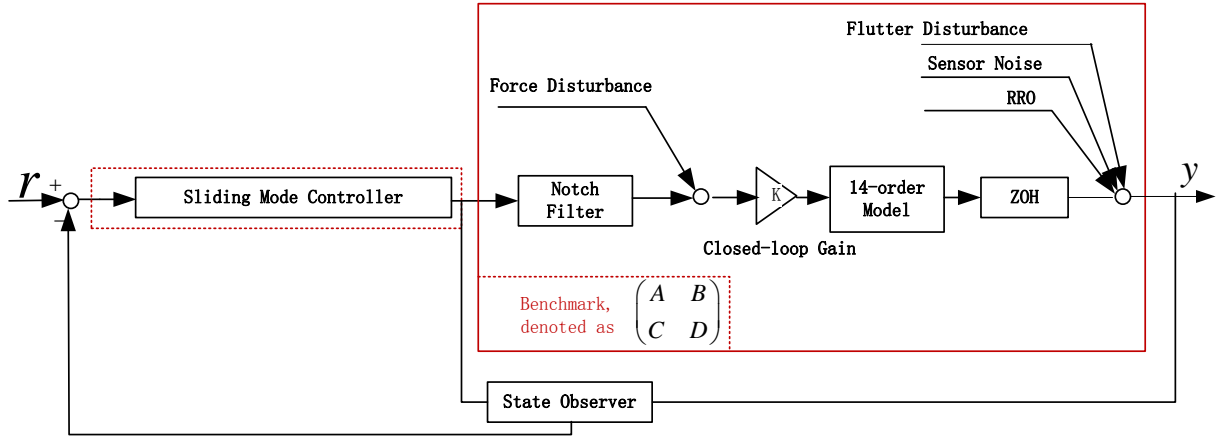 Flutter Disturbance
Sensor Noise
RRO
Force Disturbance
r
+
−
Sliding Mode Controller
Notch
Filter
K
14-order
Model
ZOH
y
Closed-loop Gain
Benchmark,
denoted as
A B
C D
State Observer